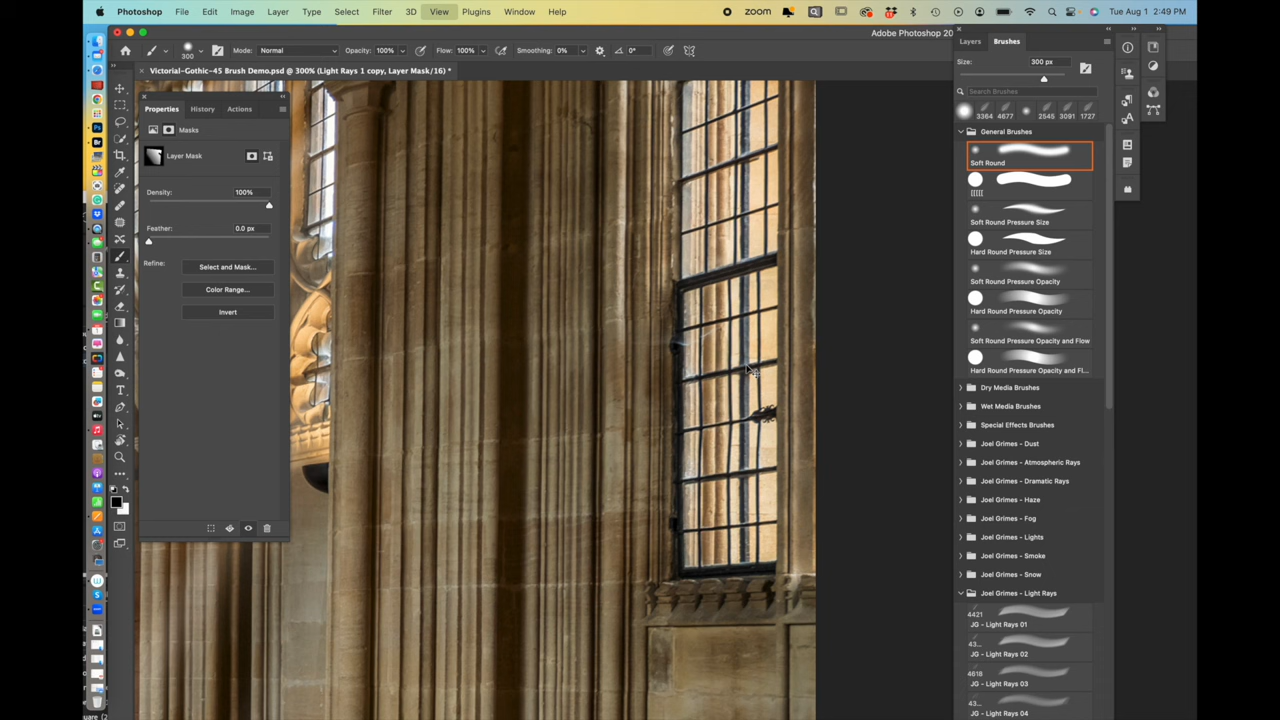 Photoshop File Edit Image Layer Type Select Filter 3D View Plugins Window Help
zoom
Tue Aug 1 2:49 PM
Adobe Photoshop 20
300
Mode: Normal
Opacity: 100%
Flow: 100%
Smoothing: 0%
0°
Victorial-Gothic-45 Brush Demo.psd @ 300% (Light Rays 1 copy, Layer Mask/16) *
Properties History Actions
Masks
Layer Mask
Density: 100%
Feather: 0.0 px
Refine:
Select and Mask...
Color Range...
Invert
Layers Brushes
Size: 300 px
Search Brushes
3364 4677 2545 3091 1727
General Brushes
Soft Round
Soft Round Pressure Size
Hard Round Pressure Size
Soft Round Pressure Opacity
Hard Round Pressure Opacity
Soft Round Pressure Opacity and Flow
Hard Round Pressure Opacity and Fl...
Dry Media Brushes
Wet Media Brushes
Special Effects Brushes
Joel Grimes - Dust
Joel Grimes - Atmospheric Rays
Joel Grimes - Dramatic Rays
Joel Grimes - Haze
Joel Grimes - Fog
Joel Grimes - Lights
Joel Grimes - Smoke
Joel Grimes - Snow
Joel Grimes - Light Rays
4421
JG - Light Rays 01
43...
JG - Light Rays 02
4618
JG - Light Rays 03
43...
JG - Light Rays 04